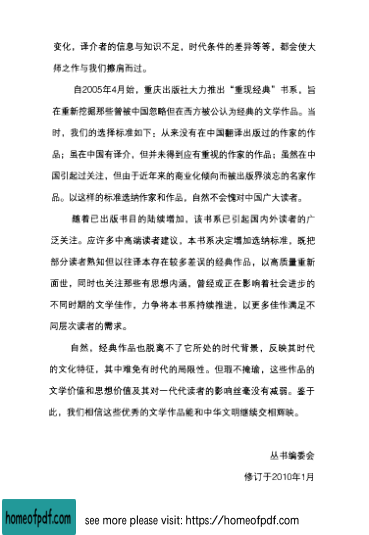 变化，译介者的信息与知识不足，时代条件的差异等等，都会使大
师之作与我们擦肩而过。
自2005年4月始，重庆出版社大力推出“重现经典”书系，旨
在重新挖掘那些曾被中国忽略但在西方被公认为经典的文学作品。当
时，我们的选择标准如下：从来没有在中国翻译出版过的作家的作
品；虽在中国有译介，但并未得到应有重视的作家的作品；虽然在中
国引起过关注，但由于近年来的商业化倾向而被出版界淡忘的名家作
品。以这样的标准选纳作家和作品，自然不会愧对中国广大读者。
随着已出版书目的陆续增加，该书系已引起国内外读者的广
泛关注。应许多中高端读者建议，本书系决定增加选纳标准，既把
部分读者熟知但以往译本存在较多差误的经典作品，以高质量重新
面世，同时也关注那些有思想内涵，曾经或正在影响着社会进步的
不同时期的文学佳作，力争将本书系持续推进，以更多佳作满足不
同层次读者的需求。
自然，经典作品也脱离不了它所处的时代背景，反映其时代
的文化特征，其中难免有时代的局限性。但瑕不掩瑜，这些作品的
文学价值和思想价值及其对一代代读者的影响丝毫没有减弱。鉴于
此，我们相信这些优秀的文学作品能和中华文明继续交相辉映。
丛书编委会
修订于2010年1月
homeofpdf.com
see more please visit: https://homeofpdf.com